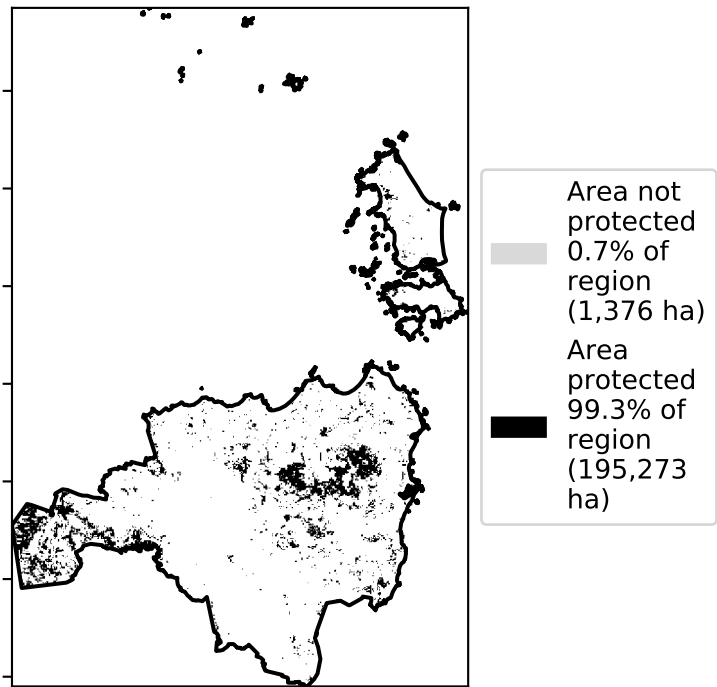 Area not
protected
0.7% of
region
(1,376 ha)
Area
protected
99.3% of
region
(195,273
ha)